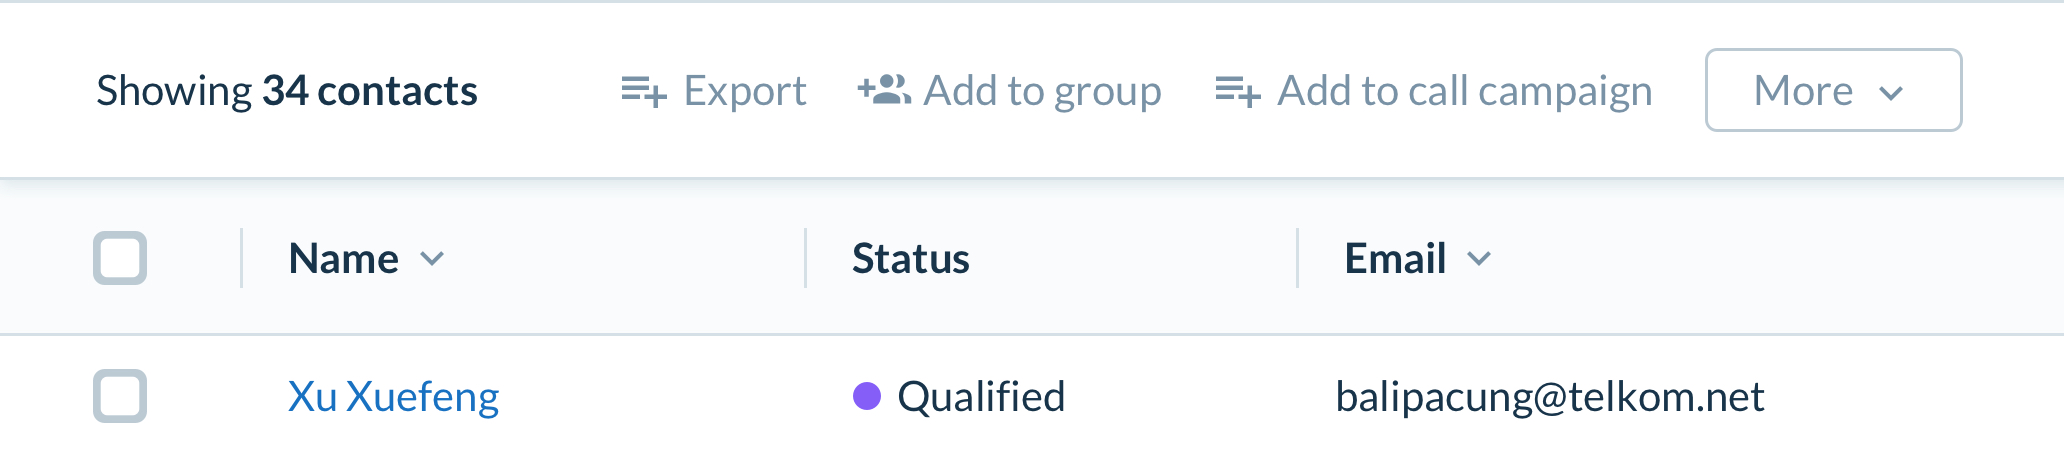 Showing 34 contacts Export Add to group Add to call campaign More
Name Status Email
Xu Xuefeng Qualified balipacung@telkom.net